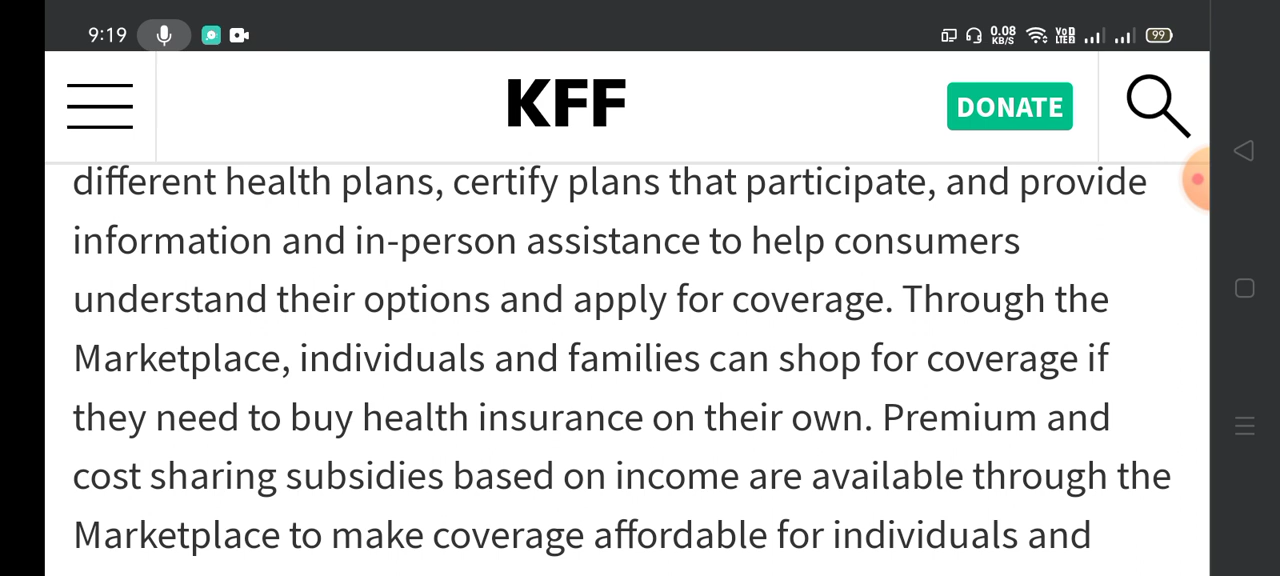 9:19
0.08
KB/S
VoD
LTE2
99
KFF
DONATE
different health plans, certify plans that participate, and provide
information and in-person assistance to help consumers
understand their options and apply for coverage. Through the
Marketplace, individuals and families can shop for coverage if
they need to buy health insurance on their own. Premium and
cost sharing subsidies based on income are available through the
Marketplace to make coverage affordable for individuals and